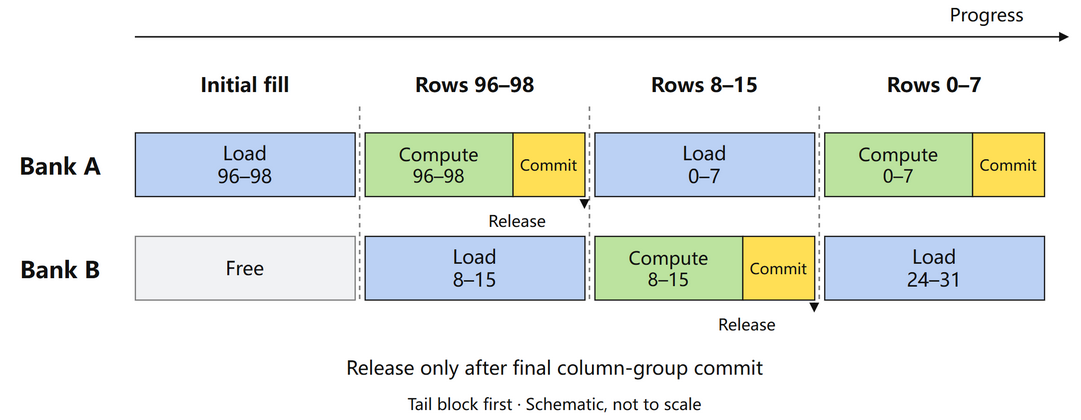 Progress
Initial fill
Rows 96–98
Rows 8–15
Rows 0–7
Bank A
Load
96–98
Compute
96–98
Commit
Load
0–7
Compute
0–7
Commit
Release
Bank B
Free
Load
8–15
Compute
8–15
Commit
Load
24–31
Release
Release only after final column-group commit
Tail block first · Schematic, not to scale